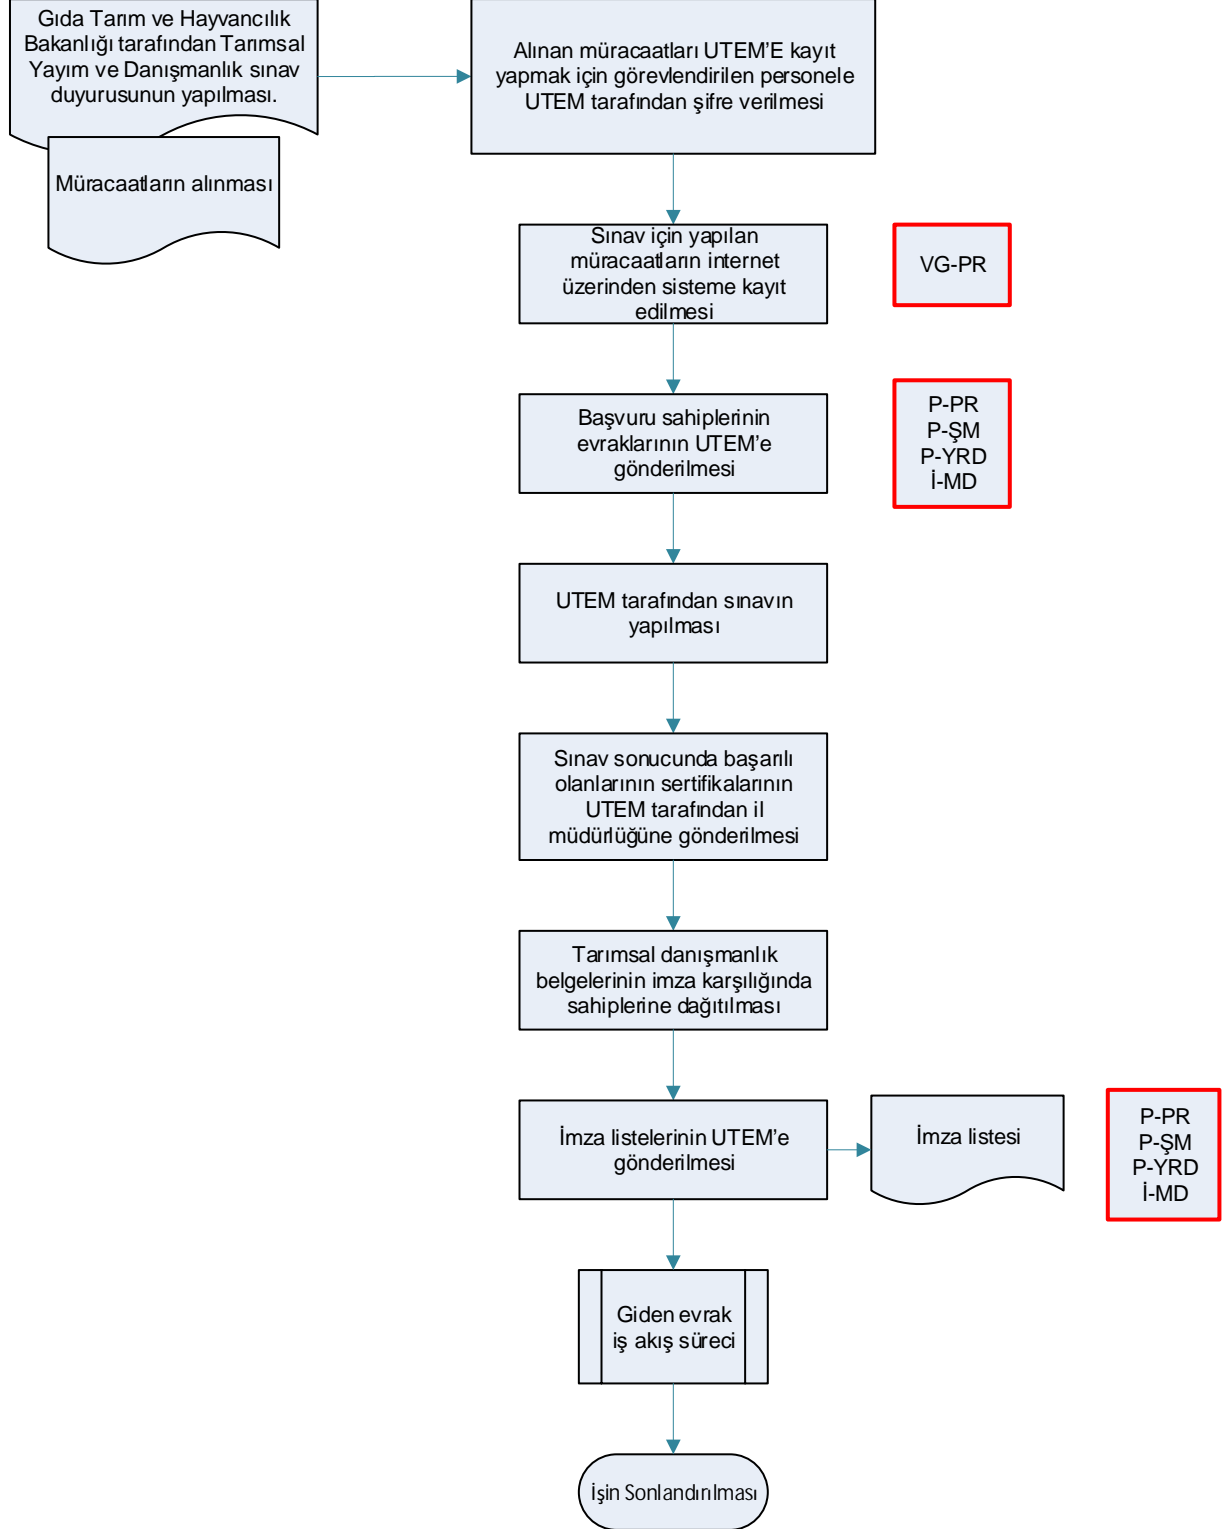 Gıda Tarım ve Hayvancılık
Bakanlığı tarafından Tarımsal
Yayım ve Danışmanlık sınav
duyurusunun yapılması.
Müracaatların alınması
Alınan müracaatları UTEM'E kayıt
yapmak için görevlendirilen personele
UTEM tarafından şifre verilmesi
Sınav için yapılan
müracaatların internet
üzerinden sisteme kayıt
edilmesi
VG-PR
Başvuru sahiplerinin
evraklarının UTEM'e
gönderilmesi
P-PR
P-ŞM
P-YRD
İ-MD
UTEM tarafından sınavın
yapılması
Sınav sonucunda başarılı
olanlarının sertifikalarının
UTEM tarafından il
müdürlüğüne gönderilmesi
Tarımsal danışmanlık
belgelerinin imza karşılığında
sahiplerine dağıtılması
İmza listelerinin UTEM'e
gönderilmesi
İmza listesi
P-PR
P-ŞM
P-YRD
İ-MD
Giden evrak
iş akış süreci
İşin Sonlandırılması